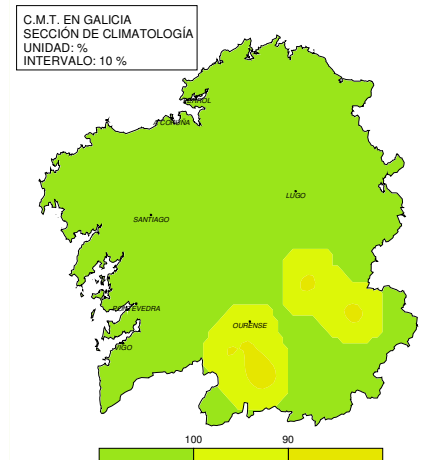 C.M.T. EN GALICIA
SECCIÓN DE CLIMATOLOGÍA
UNIDAD: %
INTERVALO: 10 %
FERROL
A CORUÑA
LUGO
SANTIAGO
PONTEVEDRA
OURENSE
VIGO
100 90